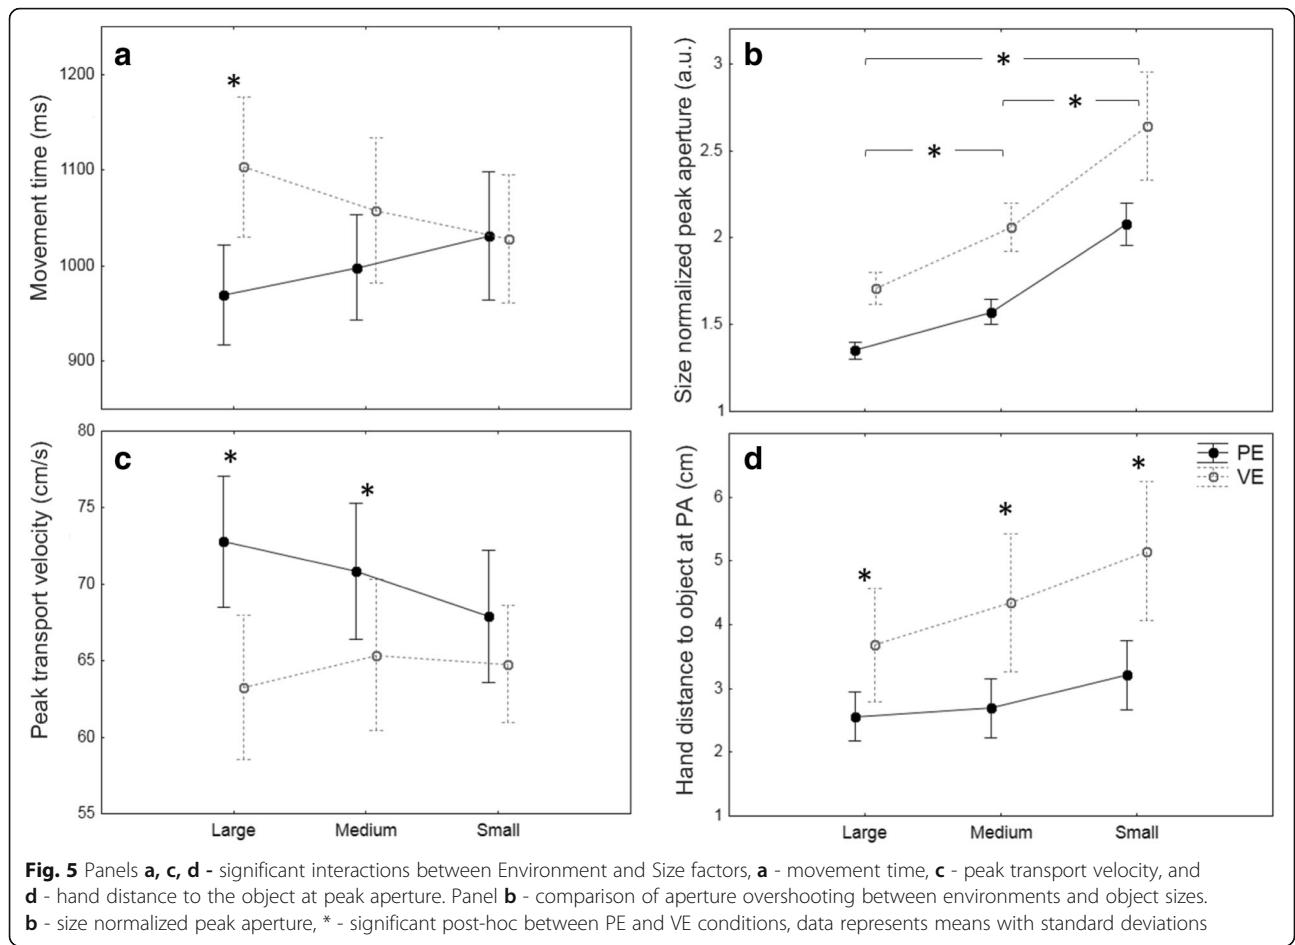 a
*
Movement time (ms)
1200
1100
1000
900
b
* 
*
*
Size normalized peak aperture (a.u.)
3
2.5
2
1.5
1
c
*
*
Peak transport velocity (cm/s)
80
75
70
65
60
55
Large Medium Small
d
PE
VE
*
*
*
Hand distance to object at PA (cm)
6
5
4
3
2
1
Large Medium Small
Fig. 5 Panels a, c, d - significant interactions between Environment and Size factors, a - movement time, c - peak transport velocity, and
d - hand distance to the object at peak aperture. Panel b - comparison of aperture overshooting between environments and object sizes.
b - size normalized peak aperture, * - significant post-hoc between PE and VE conditions, data represents means with standard deviations